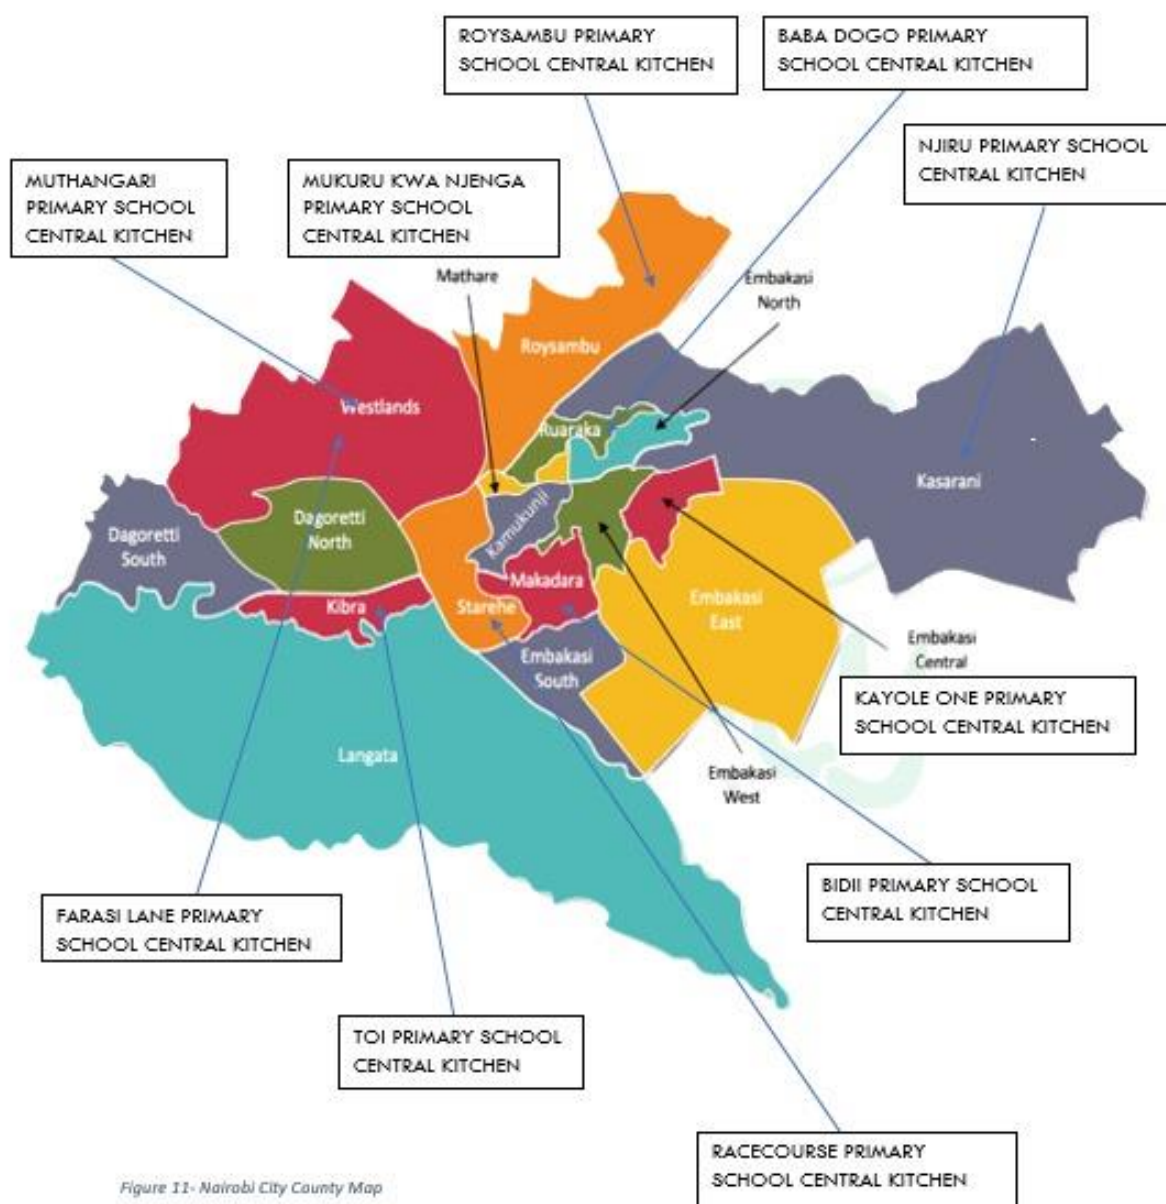 ROYSAMBU PRIMARY
SCHOOL CENTRAL KITCHEN
BABA DOGO PRIMARY
SCHOOL CENTRAL KITCHEN
NJIRU PRIMARY SCHOOL
CENTRAL KITCHEN
MUTHANGARI
PRIMARY SCHOOL
CENTRAL KITCHEN
MUKURU KWA NJENGA
PRIMARY SCHOOL
CENTRAL KITCHEN
Mathare
Embakasi
North
Roysambu
Westlands
Ruaraka
Kasarani
Dagoretti
North
Dagoretti
South
Kamukunji
Makadara
Kibra
Starehe
Embakasi
East
Embakasi
South
Embakasi
Central
KAYOLE ONE PRIMARY
SCHOOL CENTRAL KITCHEN
Langata
Embakasi
West
BIDII PRIMARY SCHOOL
CENTRAL KITCHEN
FARASI LANE PRIMARY
SCHOOL CENTRAL KITCHEN
TOI PRIMARY SCHOOL
CENTRAL KITCHEN
RACECOURSE PRIMARY
SCHOOL CENTRAL KITCHEN
Figure 11- Nairobi City County Map